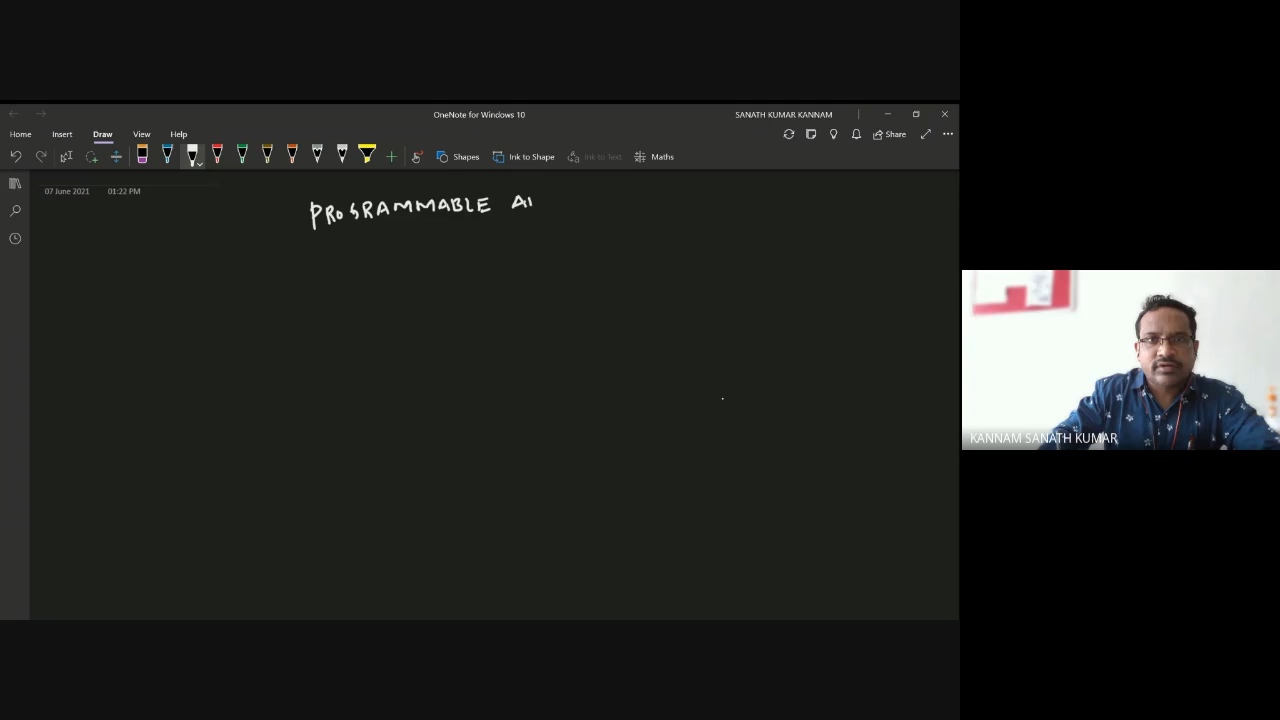 OneNote for Windows 10
SANATH KUMAR KANNAM
Home Insert Draw View Help
Share
Shapes Ink to Shape Ink to Text Maths
07 June 2021 01:22 PM
PROGRAMMABLE
KANNAM SANATH KUMAR